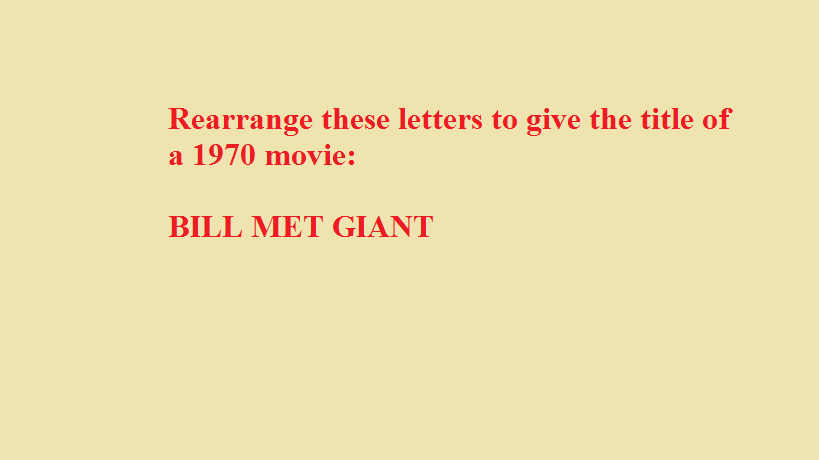 Rearrange these letters to give the title of
a 1970 movie:
BILL MET GIANT